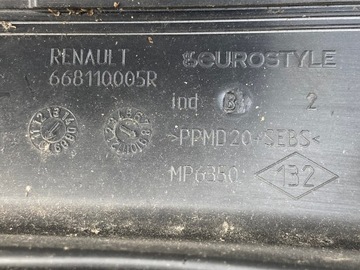 RENAULT
EUROSTYLE
668110005R
Ind B 2
>PPMD20+SEBS<
MP6350
132